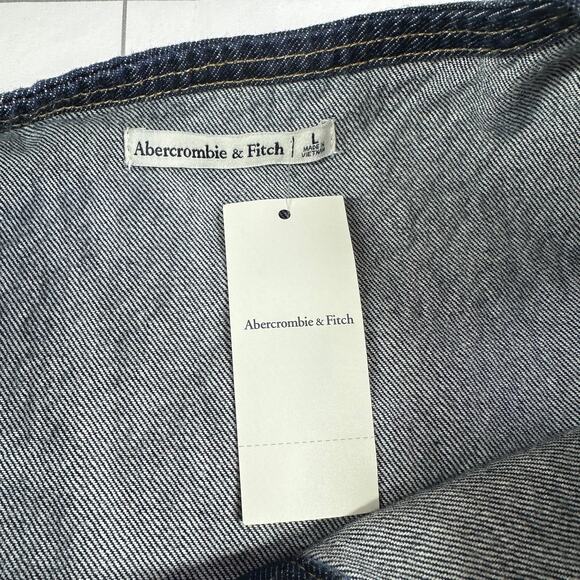 Abercrombie & Fitch | L
MADE IN
VIETNAM
Abercrombie & Fitch